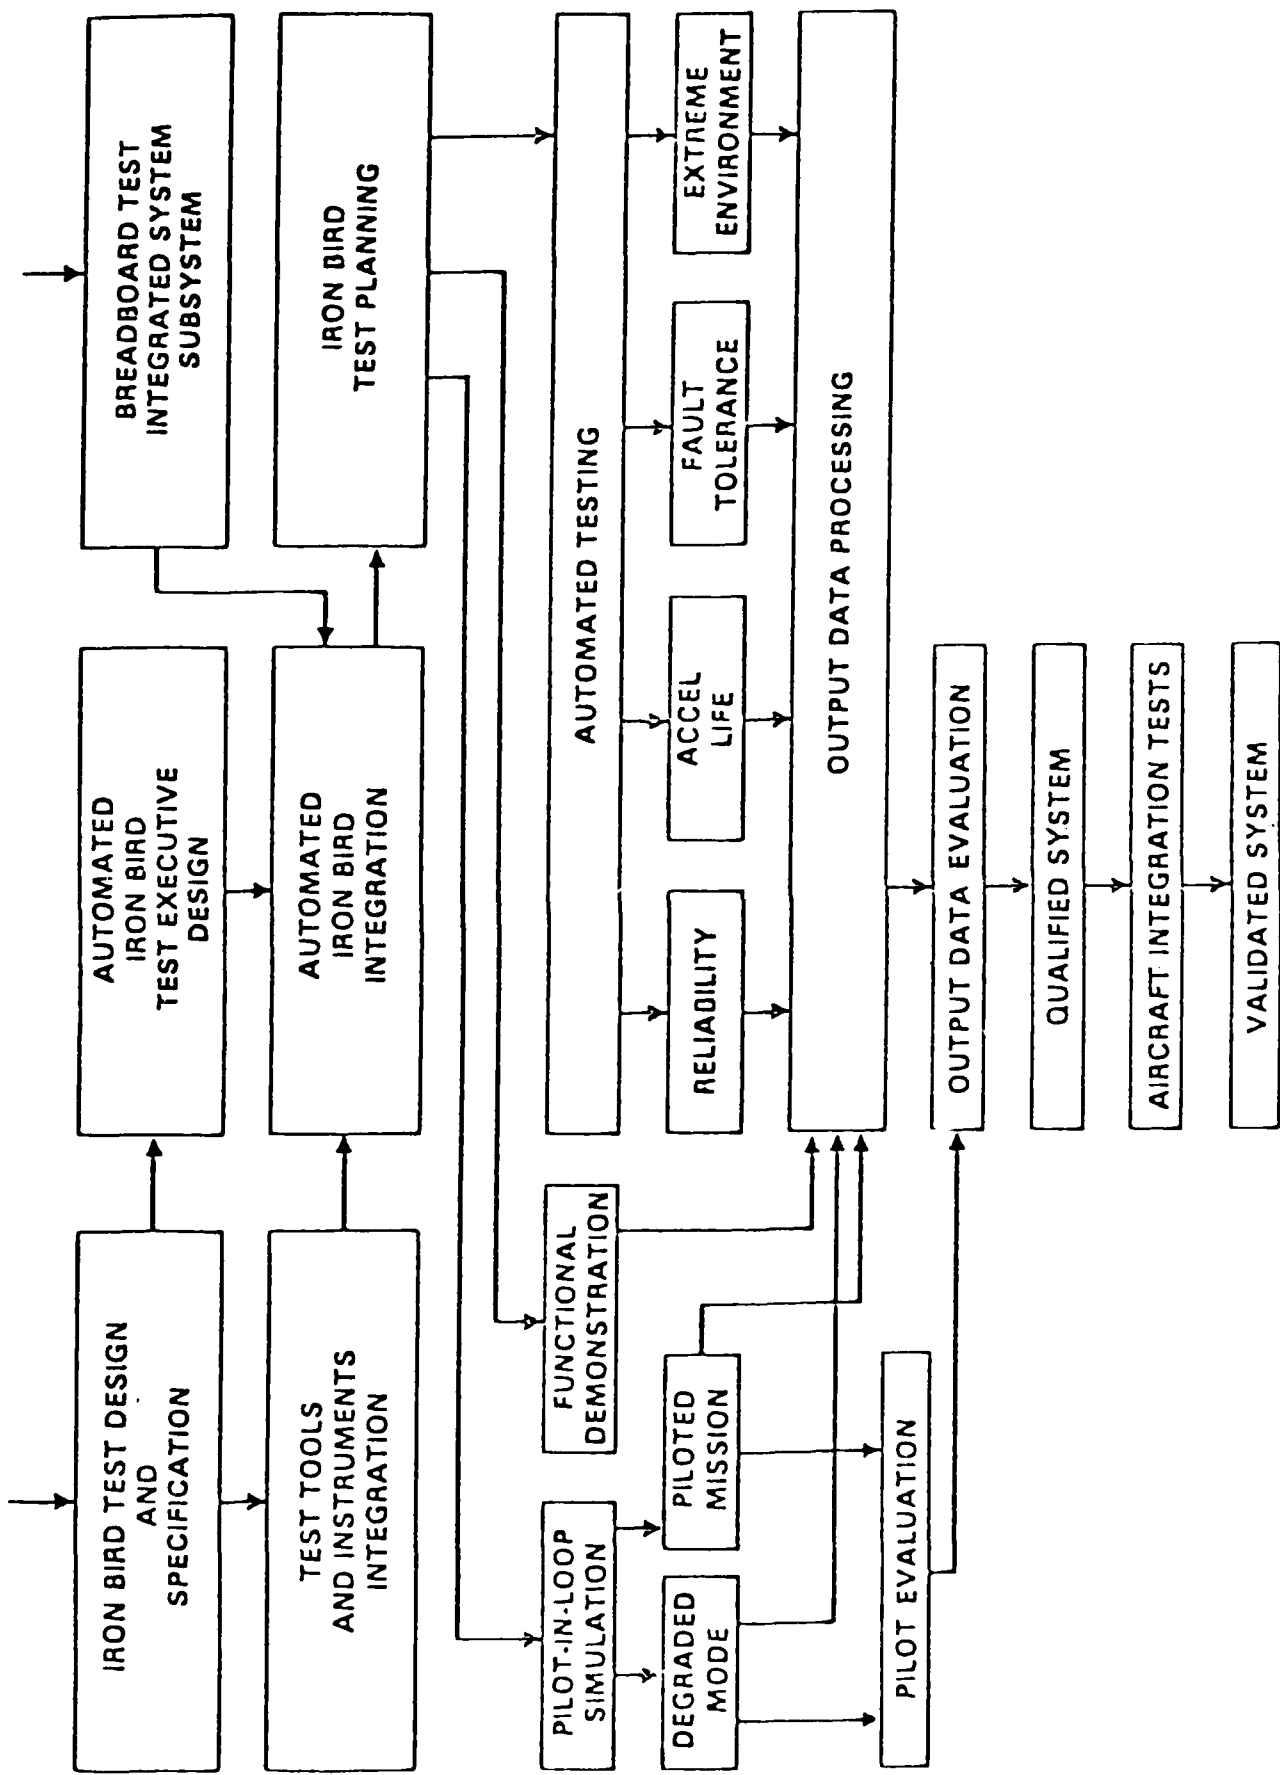 IRON BIRD TEST DESIGN
AND
SPECIFICATION
AUTOMATED
IRON BIRD
TEST EXECUTIVE
DESIGN
BREADBOARD TEST
INTEGRATED SYSTEM
SUBSYSTEM
TEST TOOLS
AND INSTRUMENTS
INTEGRATION
AUTOMATED
IRON BIRD
INTEGRATION
IRON BIRD
TEST PLANNING
PILOT-IN-LOOP
SIMULATION
FUNCTIONAL
DEMONSTRATION
AUTOMATED TESTING
DEGRADED
MODE
PILOTED
MISSION
RELIABILITY
ACCEL
LIFE
FAULT
TOLERANCE
EXTREME
ENVIRONMENT
OUTPUT DATA PROCESSING
PILOT EVALUATION
OUTPUT DATA EVALUATION
QUALIFIED SYSTEM
AIRCRAFT INTEGRATION TESTS
VALIDATED SYSTEM